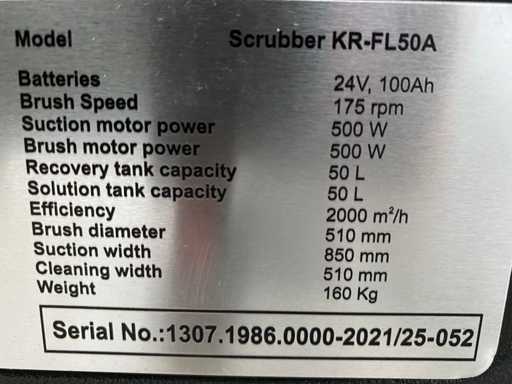 Model Scrubber KR-FL50A
Batteries 24V, 100Ah
Brush Speed 175 rpm
Suction motor power 500 W
Brush motor power 500 W
Recovery tank capacity 50 L
Solution tank capacity 50 L
Efficiency 2000 m²/h
Brush diameter 510 mm
Suction width 850 mm
Cleaning width 510 mm
Weight 160 Kg
Serial No.:1307.1986.0000-2021/25-052